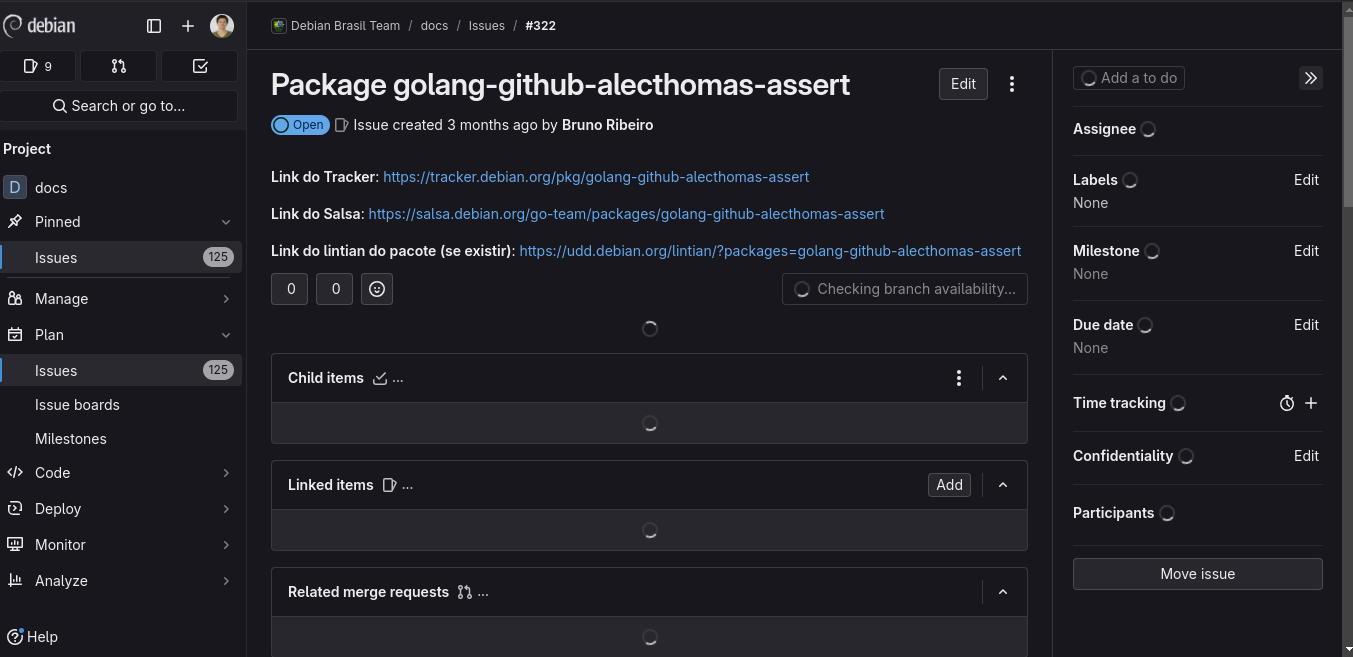 debian
9
Search or go to...
Project
D docs
Pinned
Issues 125
Manage
Plan
Issues 125
Issue boards
Milestones
Code
Deploy
Monitor
Analyze
Help
Debian Brasil Team / docs / Issues / #322
Package golang-github-alecthomas-assert
Edit
Open Issue created 3 months ago by Bruno Ribeiro
Link do Tracker: https://tracker.debian.org/pkg/golang-github-alecthomas-assert
Link do Salsa: https://salsa.debian.org/go-team/packages/golang-github-alecthomas-assert
Link do lintian do pacote (se existir): https://udd.debian.org/lintian/?packages=golang-github-alecthomas-assert
0 0 Checking branch availability...
Child items ...
Linked items ... Add
Related merge requests ...
Add a to do
Assignee
Labels Edit
None
Milestone Edit
None
Due date Edit
None
Time tracking
Confidentiality Edit
Participants
Move issue